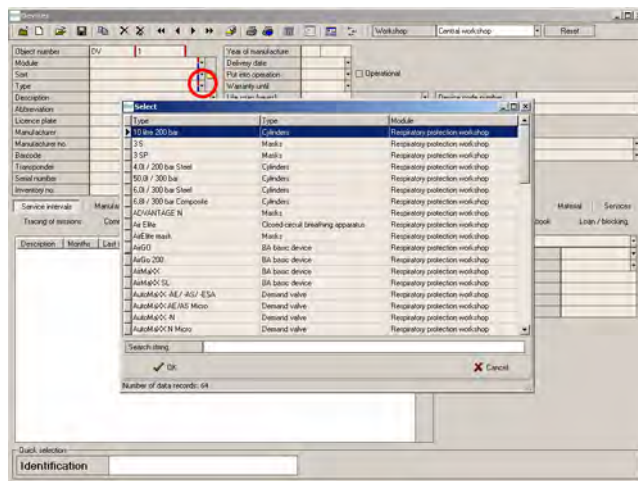 Devices
Workshop Central workshop Reset
Object number DV 1 Year of manufacture
Module Delivery date
Sort Put into operation Operational
Type Warranty until
Description
Abbreviation
Licence plate
Manufacturer
Manufacturer no.
Barcode
Transponder
Serial number
Inventory no.
Select
Type Type Module
10 litre 200 bar Cylinders Respiratory protection workshop
3 S Masks Respiratory protection workshop
3 SP Masks Respiratory protection workshop
4.0l / 200 bar Steel Cylinders Respiratory protection workshop
50.0l / 300 bar Cylinders Respiratory protection workshop
6.0l / 300 bar Steel Cylinders Respiratory protection workshop
6.8l / 300 bar Composite Cylinders Respiratory protection workshop
ADVANTAGE N Masks Respiratory protection workshop
Air Elite Closed-circuit breathing apparatus Respiratory protection workshop
AirElite mask Masks Respiratory protection workshop
AirGO BA basic device Respiratory protection workshop
AirGo 200 BA basic device Respiratory protection workshop
AirMaXX BA basic device Respiratory protection workshop
AirMaXX SL BA basic device Respiratory protection workshop
AutoMaXX-AE/-AS/-ESA Demand valve Respiratory protection workshop
AutoMaXX AE/AS Micro Demand valve Respiratory protection workshop
AutoMaXX-N Demand valve Respiratory protection workshop
AutoMaXX N Micro Demand valve Respiratory protection workshop
Search string
OK Cancel
Number of data records: 64
Service intervals Material Services
Tracing of missions Loan / blocking
Description Months Last
Quick selection
Identification